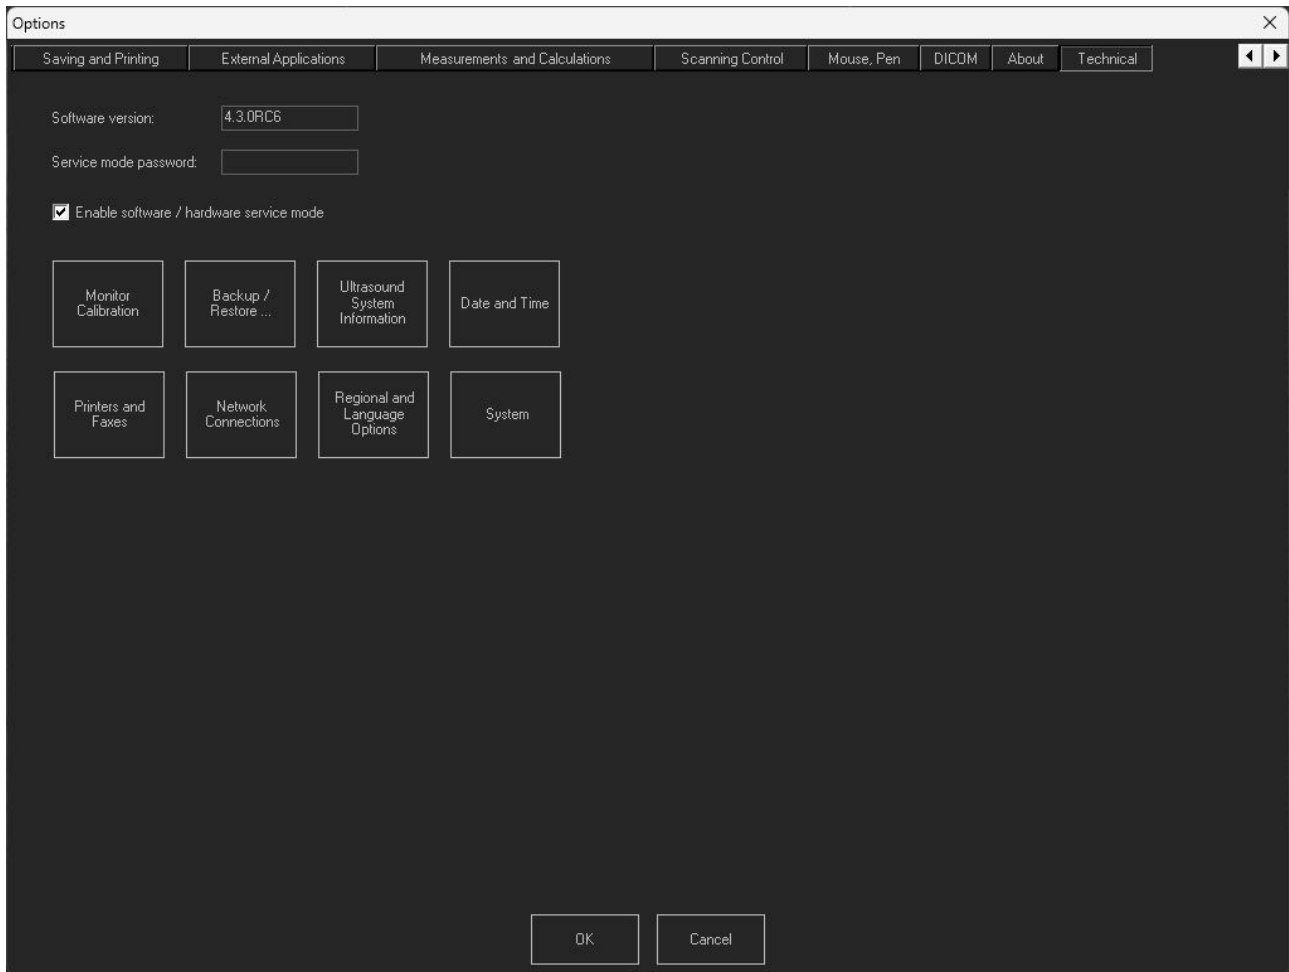 Options
Saving and Printing External Applications Measurements and Calculations Scanning Control Mouse, Pen DICOM About Technical
Software version: 4.3.0RC6
Service mode password:
Enable software / hardware service mode
Monitor
Calibration
Backup /
Restore ...
Ultrasound
System
Information
Date and Time
Printers and
Faxes
Network
Connections
Regional and
Language
Options
System
OK Cancel